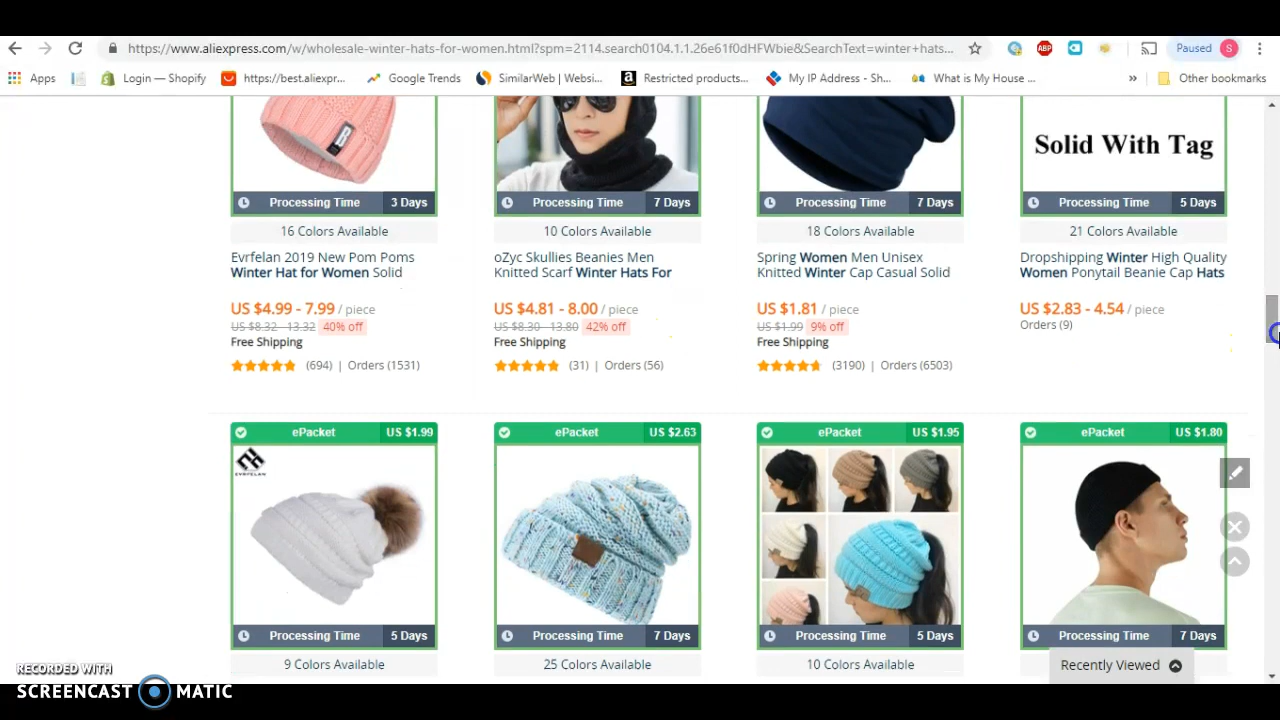 https://www.aliexpress.com/w/wholesale-winter-hats-for-women.html?spm=2114.search0104.1.1.26e61f0dHFWbie&SearchText=winter+hats...
ABP
Paused
S
Apps
Login — Shopify
https://best.aliexpr...
Google Trends
SimilarWeb | Websi...
Restricted products...
My IP Address - Sh...
What is My House ...
»
Other bookmarks
Solid With Tag
Processing Time 3 Days
Processing Time 7 Days
Processing Time 7 Days
Processing Time 5 Days
16 Colors Available
10 Colors Available
18 Colors Available
21 Colors Available
Evrfelan 2019 New Pom Poms
Winter Hat for Women Solid
oZyc Skullies Beanies Men
Knitted Scarf Winter Hats For
Spring Women Men Unisex
Knitted Winter Cap Casual Solid
Dropshipping Winter High Quality
Women Ponytail Beanie Cap Hats
US $4.99 - 7.99 / piece
US $8.32 - 13.32 40% off
Free Shipping
(694) | Orders (1531)
US $4.81 - 8.00 / piece
US $8.30 - 13.80 42% off
Free Shipping
(31) | Orders (56)
US $1.81 / piece
US $1.99 9% off
Free Shipping
(3190) | Orders (6503)
US $2.83 - 4.54 / piece
Orders (9)
ePacket US $1.99
ePacket US $2.63
ePacket US $1.95
ePacket US $1.80
EVRFELAN
Processing Time 5 Days
Processing Time 7 Days
Processing Time 5 Days
Processing Time 7 Days
9 Colors Available
25 Colors Available
10 Colors Available
Recently Viewed
RECORDED WITH
SCREENCAST MATIC